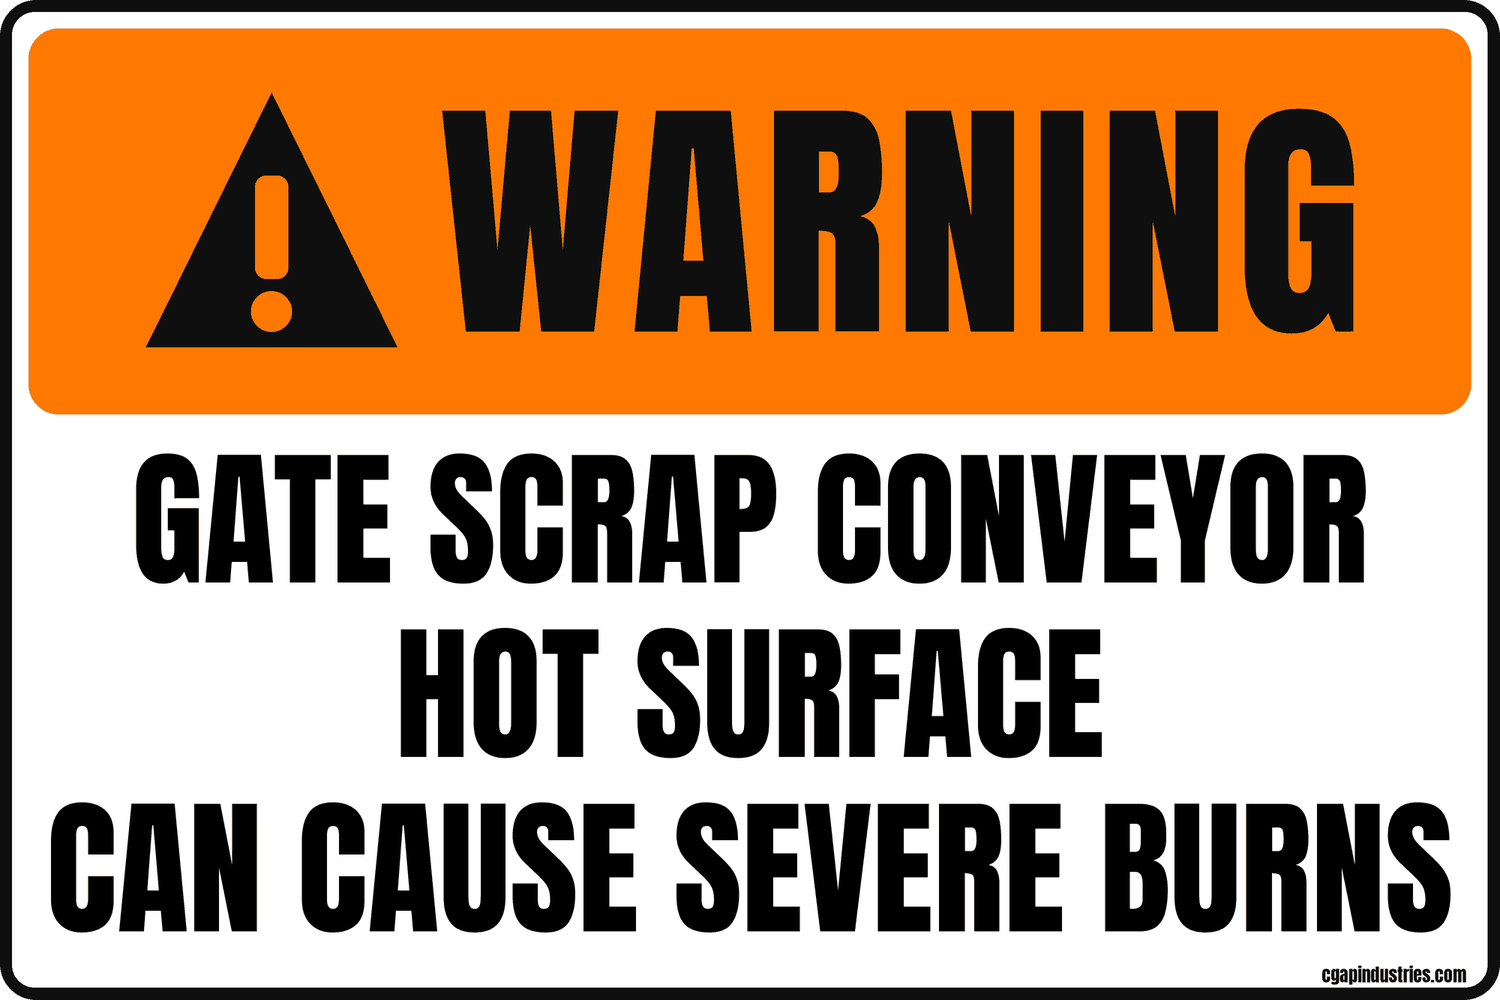 WARNING
GATE SCRAP CONVEYOR
HOT SURFACE
CAN CAUSE SEVERE BURNS
cgapindustries.com